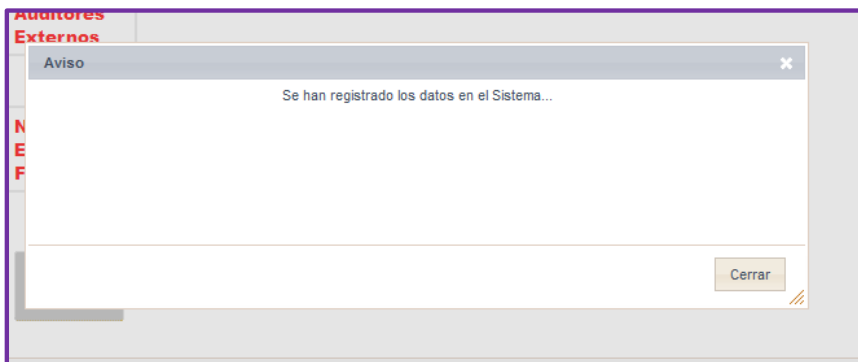 Auditores
Externos
Aviso
Se han registrado los datos en el Sistema...
N
E
F
Cerrar